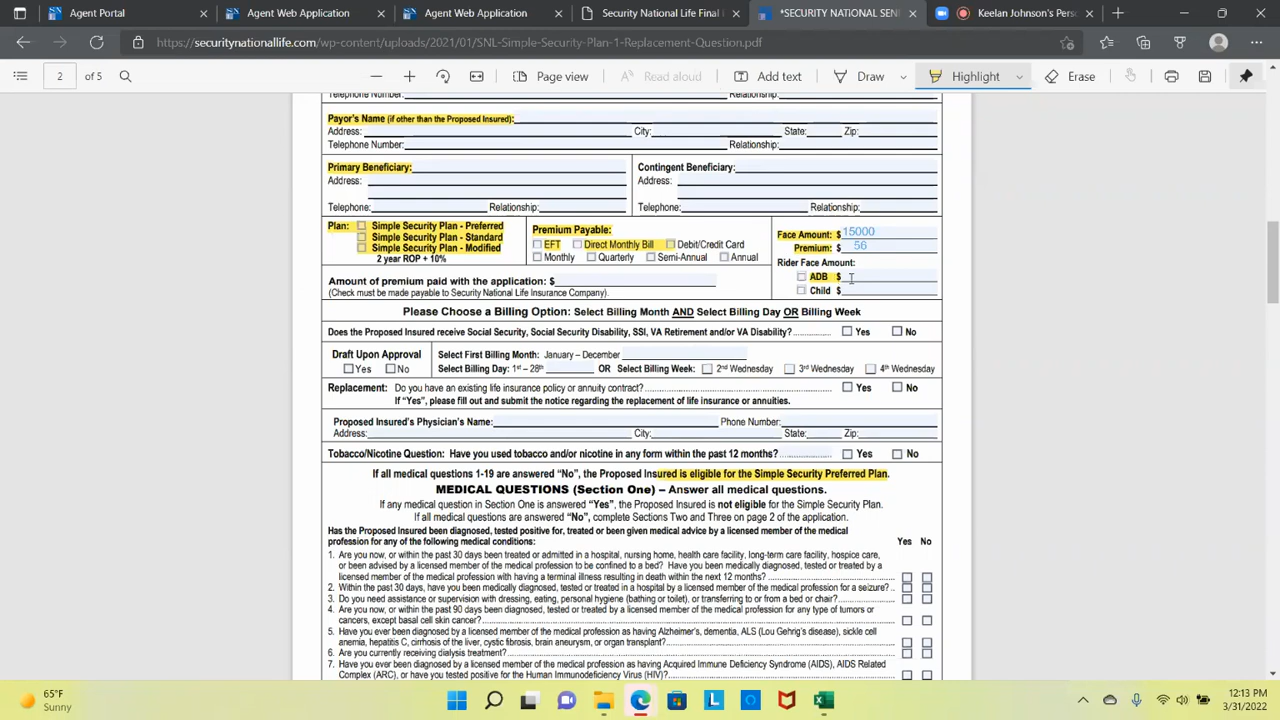 Agent Portal
Agent Web Application
Agent Web Application
Security National Life Final
*SECURITY NATIONAL SEN
Keelan Johnson's Pers
https://securitynationallife.com/wp-content/uploads/2021/01/SNL-Simple-Security-Plan-1-Replacement-Question.pdf
2 of 5
Page view
Read aloud
Add text
Draw
Highlight
Erase
Telephone Number: Relationship:
Payor's Name (if other than the Proposed Insured):
Address: City: State: Zip:
Telephone Number: Relationship:
Primary Beneficiary: Contingent Beneficiary:
Address: Address:
Telephone: Relationship: Telephone: Relationship:
Plan: Simple Security Plan - Preferred
Simple Security Plan - Standard
Simple Security Plan - Modified
2 year ROP + 10%
Premium Payable:
EFT Direct Monthly Bill Debit/Credit Card
Monthly Quarterly Semi-Annual Annual
Face Amount: $ 15000
Premium: $ 56
Rider Face Amount:
ADB $
Child $
Amount of premium paid with the application: $
(Check must be made payable to Security National Life Insurance Company).
Please Choose a Billing Option: Select Billing Month AND Select Billing Day OR Billing Week
Does the Proposed Insured receive Social Security, Social Security Disability, SSI, VA Retirement and/or VA Disability? Yes No
Draft Upon Approval
Yes No
Select First Billing Month: January – December
Select Billing Day: 1st – 28th OR Select Billing Week: 2nd Wednesday 3rd Wednesday 4th Wednesday
Replacement: Do you have an existing life insurance policy or annuity contract? Yes No
If “Yes”, please fill out and submit the notice regarding the replacement of life insurance or annuities.
Proposed Insured's Physician's Name: Phone Number:
Address: City: State: Zip:
Tobacco/Nicotine Question: Have you used tobacco and/or nicotine in any form within the past 12 months? Yes No
If all medical questions 1-19 are answered “No”, the Proposed Insured is eligible for the Simple Security Preferred Plan.
MEDICAL QUESTIONS (Section One) – Answer all medical questions.
If any medical question in Section One is answered “Yes”, the Proposed Insured is not eligible for the Simple Security Plan.
If all medical questions are answered “No”, complete Sections Two and Three on page 2 of the application.
Has the Proposed Insured been diagnosed, tested positive for, treated or been given medical advice by a licensed member of the medical
profession for any of the following medical conditions: Yes No
1. Are you now, or within the past 30 days been treated or admitted in a hospital, nursing home, health care facility, long-term care facility, hospice care,
or been advised by a licensed member of the medical profession to be confined to a bed? Have you been medically diagnosed, tested or treated by a
licensed member of the medical profession with having a terminal illness resulting in death within the next 12 months?
2. Within the past 30 days, have you been medically diagnosed, tested or treated in a hospital by a licensed member of the medical profession for a seizure?
3. Do you need assistance or supervision with dressing, eating, personal hygiene (bathing or toilet), or transferring to or from a bed or chair?
4. Are you now, or within the past 90 days been diagnosed, tested or treated by a licensed member of the medical profession for any type of tumors or
cancers, except basal cell skin cancer?
5. Have you ever been diagnosed by a licensed member of the medical profession as having Alzheimer's, dementia, ALS (Lou Gehrig's disease), sickle cell
anemia, hepatitis C, cirrhosis of the liver, cystic fibrosis, brain aneurysm, or organ transplant?
6. Are you currently receiving dialysis treatment?
7. Have you ever been diagnosed by a licensed member of the medical profession as having Acquired Immune Deficiency Syndrome (AIDS), AIDS Related
Complex (ARC), or have you tested positive for the Human Immunodeficiency Virus (HIV)?
65°F
Sunny
12:13 PM
3/31/2022